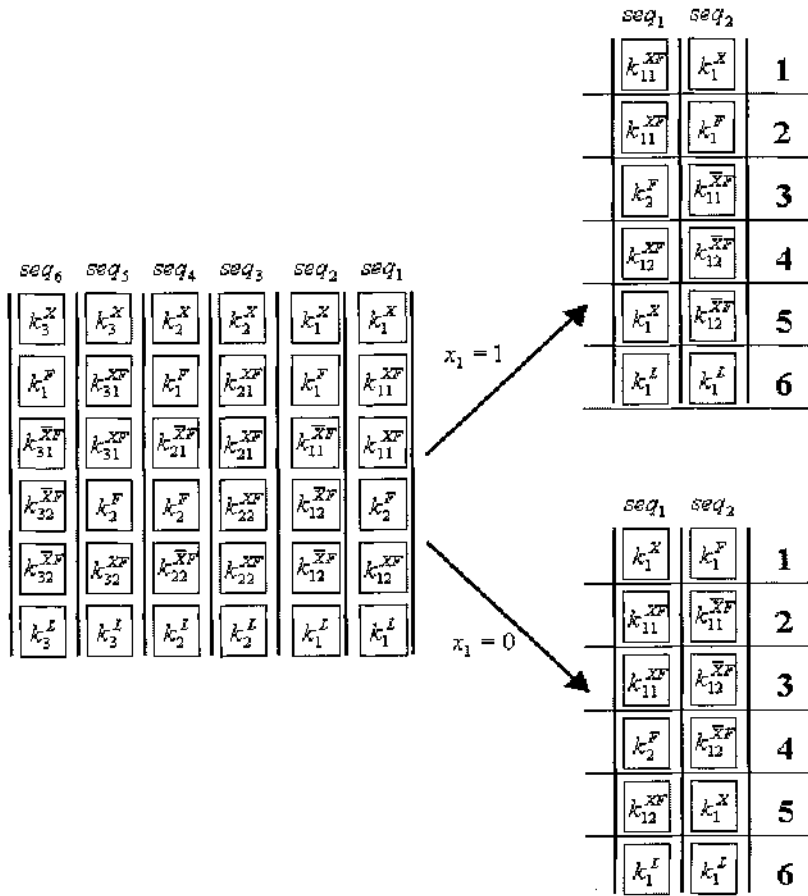 seq₆ seq₅ seq₄ seq₃ seq₂ seq₁
k₃^X k₃^X k₂^X k₂^X k₁^X k₁^X
k₁^F k₃₁^XF k₁^F k₂₁^XF k₁^F k₁₁^XF
k₃₁^X̄F k₃₁^XF k₂₁^X̄F k₂₁^XF k₁₁^X̄F k₁₁^XF
k₃₂^X̄F k₂^F k₂^F k₂₂^XF k₁₂^X̄F k₂^F
k₃₂^X̄F k₃₂^XF k₂₂^X̄F k₂₂^XF k₁₂^X̄F k₁₂^XF
k₃^L k₃^L k₂^L k₂^L k₁^L k₁^L
x₁ = 1
seq₁ seq₂
k₁₁^XF k₁^X 1
k₁₁^XF k₁^F 2
k₂^F k₁₁^X̄F 3
k₁₂^XF k₁₂^X̄F 4
k₁^X k₁₂^X̄F 5
k₁^L k₁^L 6
x₁ = 0
seq₁ seq₂
k₁^X k₁^F 1
k₁₁^XF k₁₁^X̄F 2
k₁₁^XF k₁₂^X̄F 3
k₂^F k₁₂^X̄F 4
k₁₂^XF k₁^X 5
k₁^L k₁^L 6